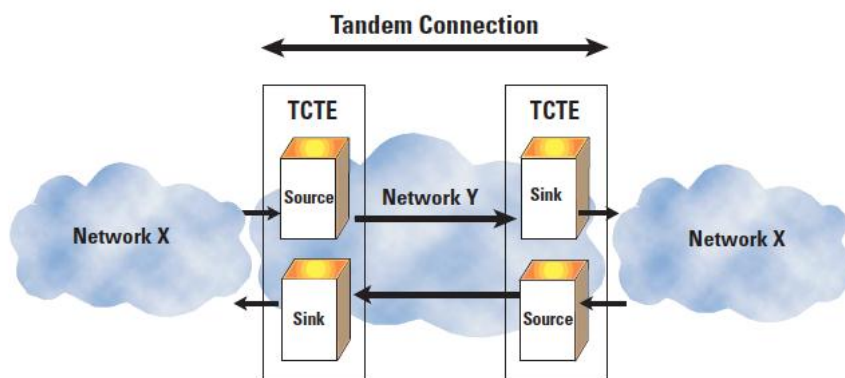 Tandem Connection
TCTE
TCTE
Source
Network Y
Sink
Network X
Network X
Sink
Source